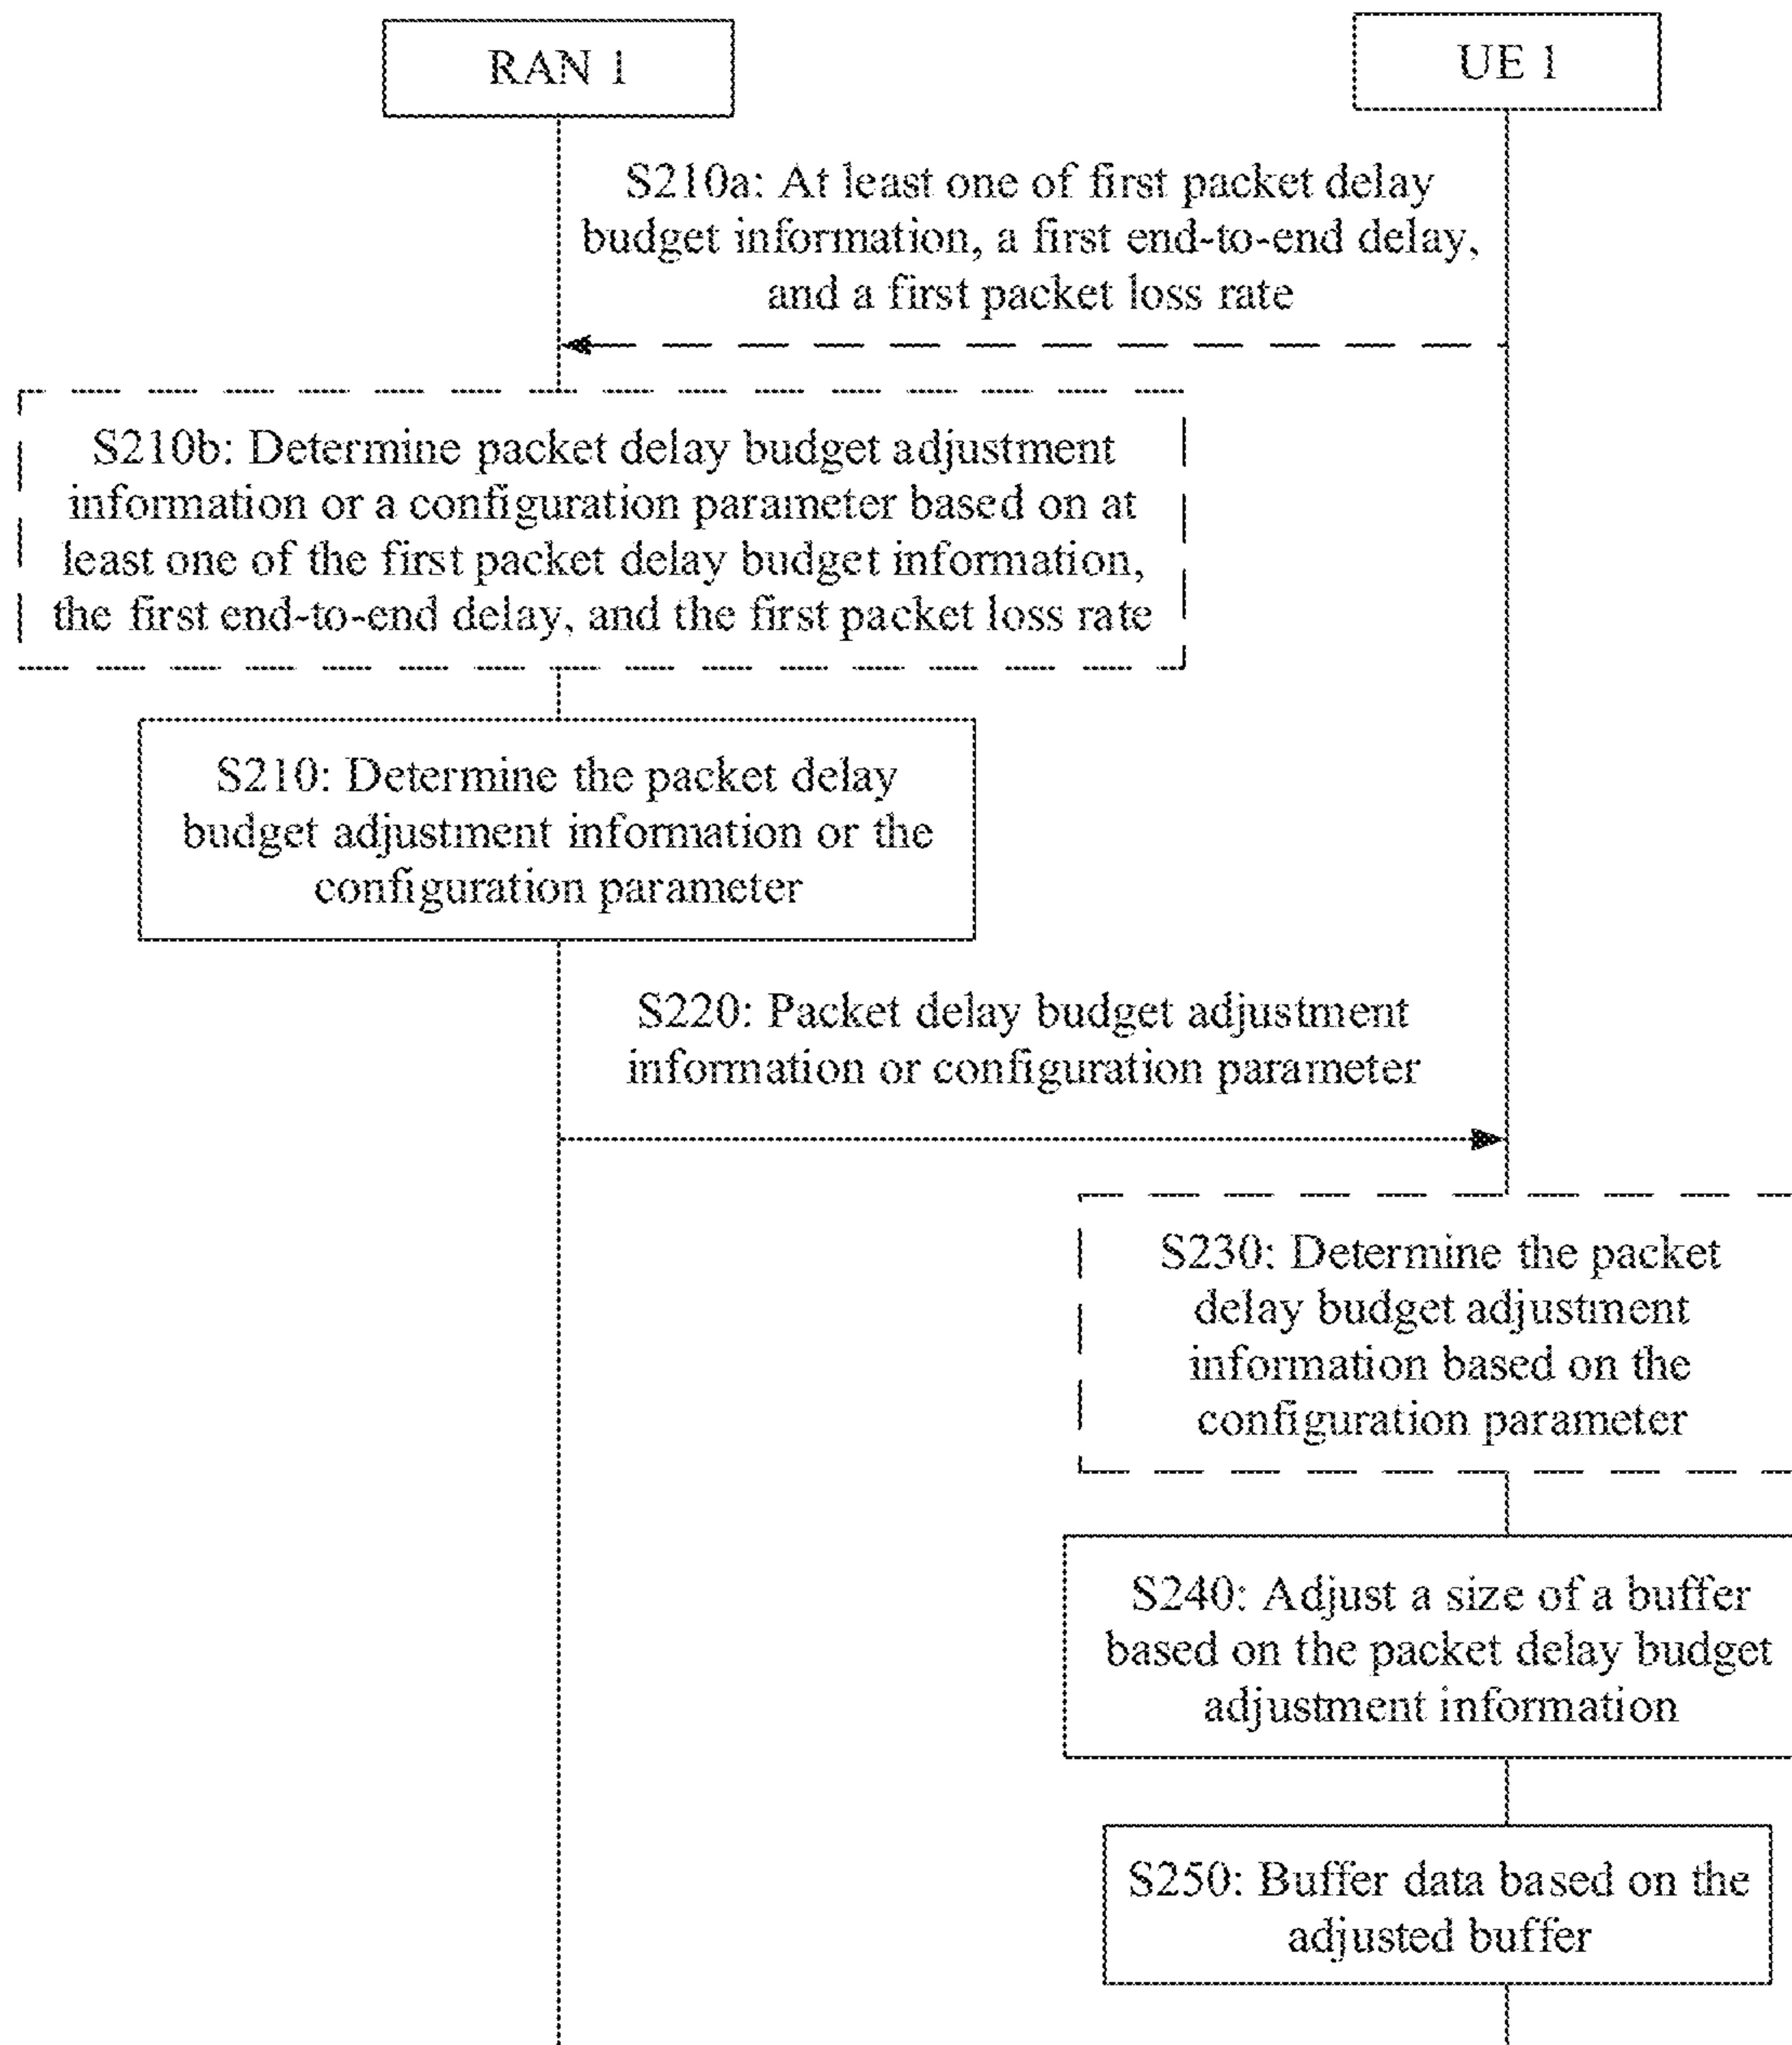 RAN 1
UE 1
S210a: At least one of first packet delay
budget information, a first end-to-end delay,
and a first packet loss rate
S210b: Determine packet delay budget adjustment
information or a configuration parameter based on at
least one of the first packet delay budget information,
the first end-to-end delay, and the first packet loss rate
S210: Determine the packet delay
budget adjustment information or the
configuration parameter
S220: Packet delay budget adjustment
information or configuration parameter
S230: Determine the packet
delay budget adjustment
information based on the
configuration parameter
S240: Adjust a size of a buffer
based on the packet delay budget
adjustment information
S250: Buffer data based on the
adjusted buffer